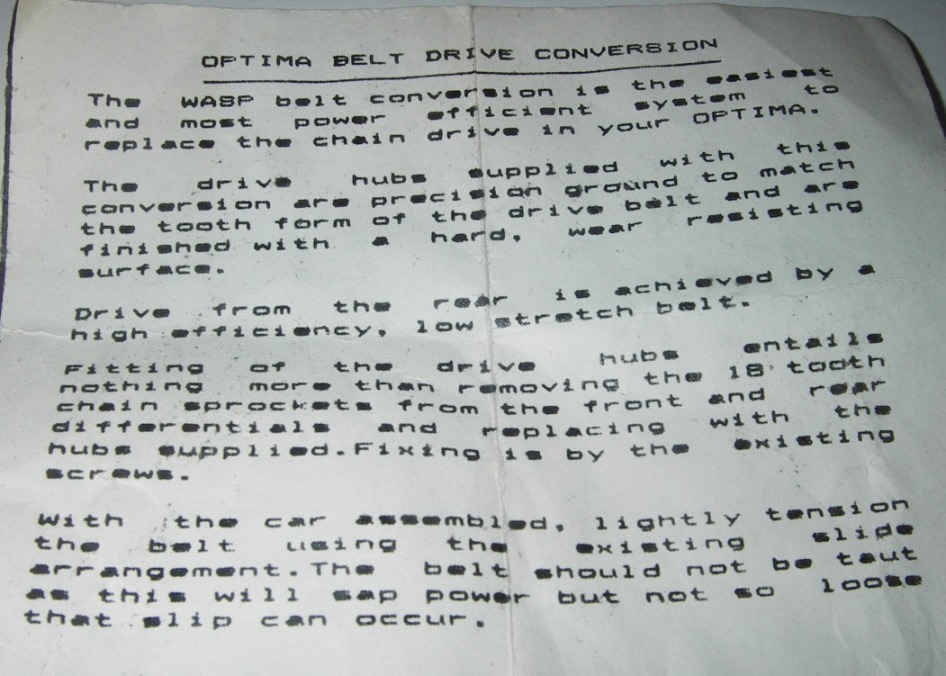 OPTIMA BELT DRIVE CONVERSION
The WASP belt conversion is the easiest
and most power efficient system to
replace the chain drive in your OPTIMA.
The drive hubs supplied with this
conversion are precision ground to match
the tooth form of the drive belt and are
finished with a hard, wear resisting
surface.
Drive from the rear is achieved by a
high efficiency, low stretch belt.
Fitting of the drive hubs entails
nothing more than removing the 18 tooth
chain sprockets from the front and rear
differentials and replacing with the
hubs supplied.Fixing is by the existing
screws.
With the car assembled, lightly tension
the belt using the existing slide
arrangement.The belt should not be taut
as this will sap power but not so loose
that slip can occur.